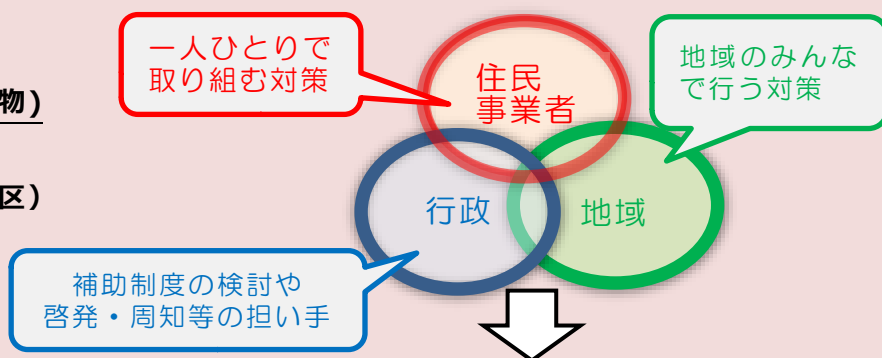 一人ひとりで
取り組む対策
住民
事業者
地域のみんな
で行う対策
物)
区)
行政
地域
補助制度の検討や
啓発・周知等の担い手